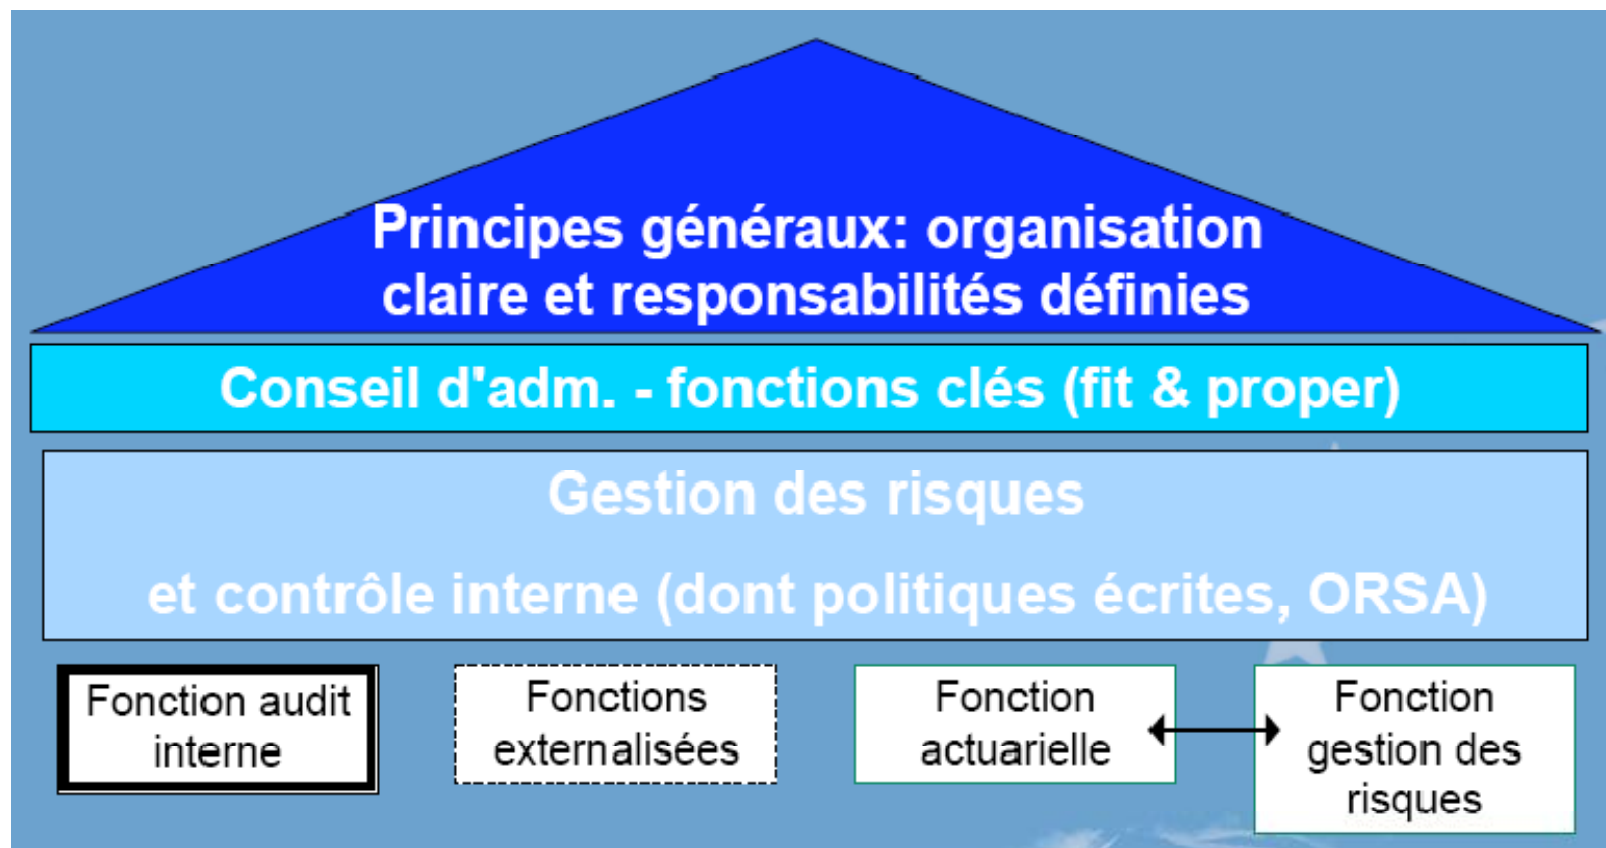 Principes généraux: organisation
claire et responsabilités définies
Conseil d'adm. - fonctions clés (fit & proper)
Gestion des risques
et contrôle interne (dont politiques écrites, ORSA)
Fonction audit
interne
Fonctions
externalisées
Fonction
actuarielle
Fonction
gestion des
risques